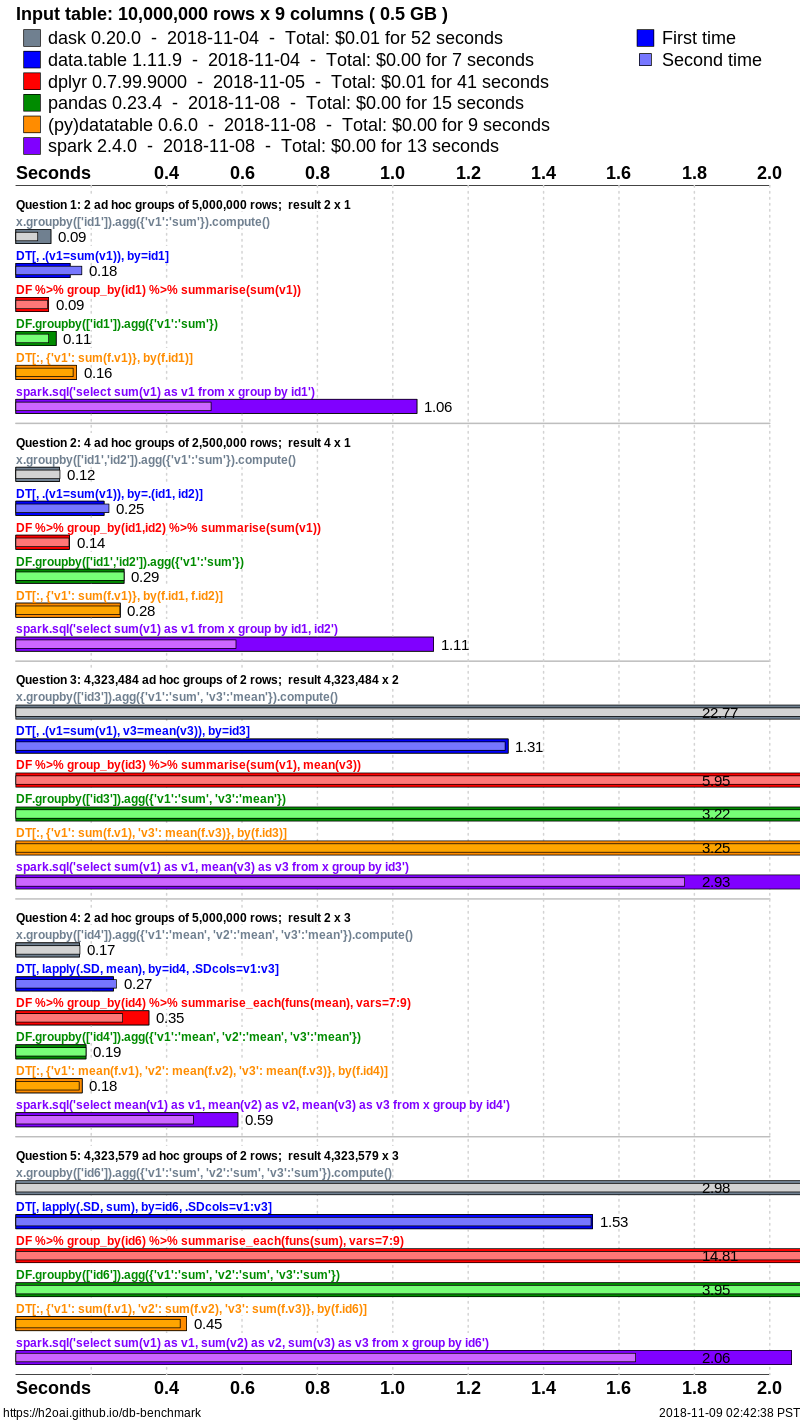 Input table: 10,000,000 rows x 9 columns ( 0.5 GB )
dask 0.20.0 - 2018-11-04 - Total: $0.01 for 52 seconds
data.table 1.11.9 - 2018-11-04 - Total: $0.00 for 7 seconds
dplyr 0.7.99.9000 - 2018-11-05 - Total: $0.01 for 41 seconds
pandas 0.23.4 - 2018-11-08 - Total: $0.00 for 15 seconds
(py)datatable 0.6.0 - 2018-11-08 - Total: $0.00 for 9 seconds
spark 2.4.0 - 2018-11-08 - Total: $0.00 for 13 seconds
First time
Second time
Seconds 0.4 0.6 0.8 1.0 1.2 1.4 1.6 1.8 2.0
Question 1: 2 ad hoc groups of 5,000,000 rows; result 2 x 1
x.groupby(['id1']).agg({'v1':'sum'}).compute()
0.09
DT[, .(v1=sum(v1)), by=id1]
0.18
DF %>% group_by(id1) %>% summarise(sum(v1))
0.09
DF.groupby(['id1']).agg({'v1':'sum'})
0.11
DT[:, {'v1': sum(f.v1)}, by(f.id1)]
0.16
spark.sql('select sum(v1) as v1 from x group by id1')
1.06
Question 2: 4 ad hoc groups of 2,500,000 rows; result 4 x 1
x.groupby(['id1','id2']).agg({'v1':'sum'}).compute()
0.12
DT[, .(v1=sum(v1)), by=.(id1, id2)]
0.25
DF %>% group_by(id1,id2) %>% summarise(sum(v1))
0.14
DF.groupby(['id1','id2']).agg({'v1':'sum'})
0.29
DT[:, {'v1': sum(f.v1)}, by(f.id1, f.id2)]
0.28
spark.sql('select sum(v1) as v1 from x group by id1, id2')
1.11
Question 3: 4,323,484 ad hoc groups of 2 rows; result 4,323,484 x 2
x.groupby(['id3']).agg({'v1':'sum', 'v3':'mean'}).compute()
22.77
DT[, .(v1=sum(v1), v3=mean(v3)), by=id3]
1.31
DF %>% group_by(id3) %>% summarise(sum(v1), mean(v3))
5.95
DF.groupby(['id3']).agg({'v1':'sum', 'v3':'mean'})
3.22
DT[:, {'v1': sum(f.v1), 'v3': mean(f.v3)}, by(f.id3)]
3.25
spark.sql('select sum(v1) as v1, mean(v3) as v3 from x group by id3')
2.93
Question 4: 2 ad hoc groups of 5,000,000 rows; result 2 x 3
x.groupby(['id4']).agg({'v1':'mean', 'v2':'mean', 'v3':'mean'}).compute()
0.17
DT[, lapply(.SD, mean), by=id4, .SDcols=v1:v3]
0.27
DF %>% group_by(id4) %>% summarise_each(funs(mean), vars=7:9)
0.35
DF.groupby(['id4']).agg({'v1':'mean', 'v2':'mean', 'v3':'mean'})
0.19
DT[:, {'v1': mean(f.v1), 'v2': mean(f.v2), 'v3': mean(f.v3)}, by(f.id4)]
0.18
spark.sql('select mean(v1) as v1, mean(v2) as v2, mean(v3) as v3 from x group by id4')
0.59
Question 5: 4,323,579 ad hoc groups of 2 rows; result 4,323,579 x 3
x.groupby(['id6']).agg({'v1':'sum', 'v2':'sum', 'v3':'sum'}).compute()
2.98
DT[, lapply(.SD, sum), by=id6, .SDcols=v1:v3]
1.53
DF %>% group_by(id6) %>% summarise_each(funs(sum), vars=7:9)
14.81
DF.groupby(['id6']).agg({'v1':'sum', 'v2':'sum', 'v3':'sum'})
3.95
DT[:, {'v1': sum(f.v1), 'v2': sum(f.v2), 'v3': sum(f.v3)}, by(f.id6)]
0.45
spark.sql('select sum(v1) as v1, sum(v2) as v2, sum(v3) as v3 from x group by id6')
2.06
Seconds 0.4 0.6 0.8 1.0 1.2 1.4 1.6 1.8 2.0
https://h2oai.github.io/db-benchmark
2018-11-09 02:42:38 PST